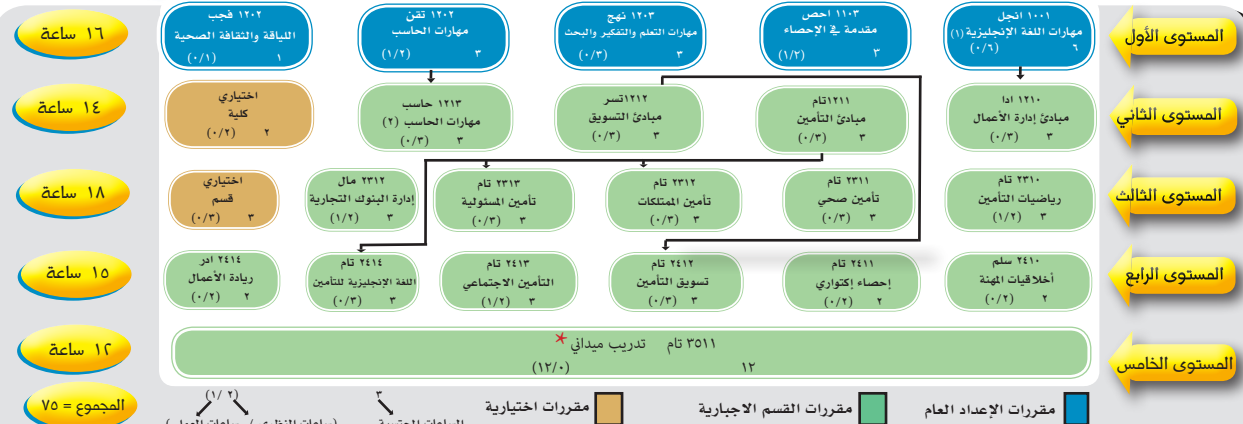 المستوى الأول
١٠٠١ انجل
مهارات اللغة الإنجليزية (١)
٦ (٠/٦)
١١٠٣ احص
مقدمة في الإحصاء
٣ (١/٢)
١٢٠٣ نهج
مهارات التعلم والتفكير والبحث
٣ (٠/٣)
١٢٠٢ تقن
مهارات الحاسب
٣ (١/٢)
١٢٠٢ فجب
اللياقة والثقافة الصحية
١ (٠/١)
١٦ ساعة
المستوى الثاني
١٢١٠ ادا
مبادئ إدارة الأعمال
٣ (٠/٣)
١٢١١تام
مبادئ التأمين
٣ (٠/٣)
١٢١٢تسر
مبادئ التسويق
٣ (٠/٣)
١٢١٣ حاسب
مهارات الحاسب (٢)
٣ (٠/٣)
اختياري
كلية
٢ (٠/٢)
١٤ ساعة
المستوى الثالث
٢٣١٠ تام
رياضيات التأمين
٣ (١/٢)
٢٣١١ تام
تأمين صحي
٣ (٠/٣)
٢٣١٢ تام
تأمين الممتلكات
٣ (٠/٣)
٢٣١٣ تام
تأمين المسئولية
٣ (٠/٣)
٢٣١٢ مال
إدارة البنوك التجارية
٣ (١/٢)
اختياري
قسم
٣ (٠/٣)
١٨ ساعة
المستوى الرابع
٢٤١٠ سلم
أخلاقيات المهنة
٢ (٠/٢)
٢٤١١ تام
إحصاء إكتواري
٢ (٠/٢)
٢٤١٢ تام
تسويق التأمين
٣ (٠/٣)
٢٤١٣ تام
التأمين الاجتماعي
٣ (١/٢)
٢٤١٤ تام
اللغة الإنجليزية للتأمين
٣ (٠/٣)
٢٤١٤ ادر
ريادة الأعمال
٢ (٠/٢)
١٥ ساعة
المستوى الخامس
٣٥١١ تام تدريب ميداني *
١٢ (١٢/٠)
١٢ ساعة
مقررات الإعداد العام
مقررات القسم الاجبارية
مقررات اختيارية
٣
(١/ ٢)
المجموع = ٧٥